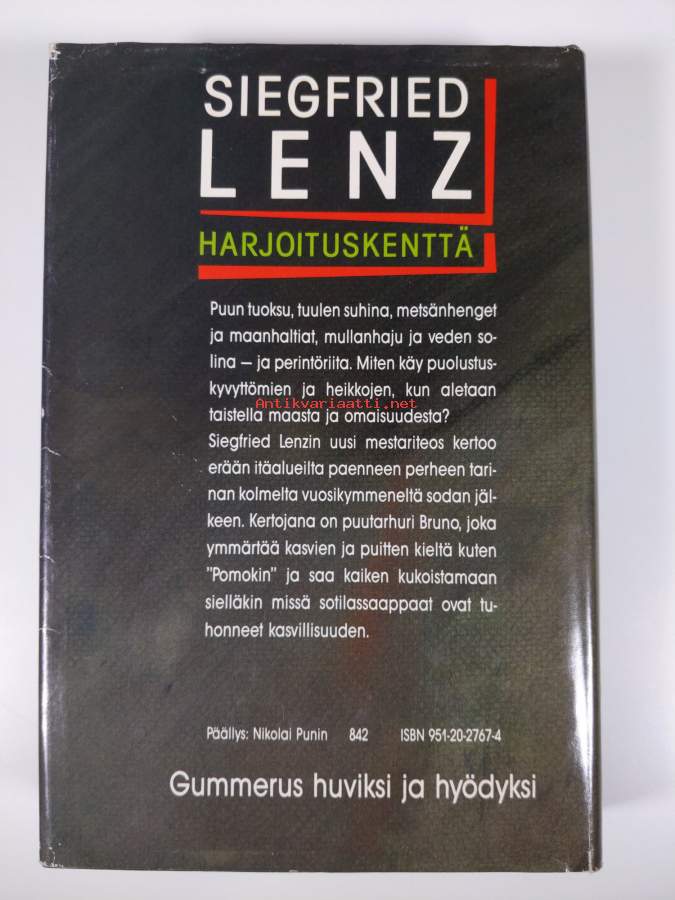 SIEGFRIED
LENZ
HARJOITUSKENTTÄ
Puun tuoksu, tuulen suhina, metsänhenget
ja maanhaltiat, mullanhaju ja veden so-
lina – ja perintöriita. Miten käy puolustus-
kyvyttömien ja heikkojen, kun aletaan
Antikvariaatti.net
taistella maasta ja omaisuudesta?
Siegfried Lenzin uusi mestariteos kertoo
erään itäalueilta paenneen perheen tari-
nan kolmelta vuosikymmeneltä sodan jäl-
keen. Kertojana on puutarhuri Bruno, joka
ymmärtää kasvien ja puitten kieltä kuten
"Pomokin" ja saa kaiken kukoistamaan
sielläkin missä sotilassaappaat ovat tu-
honneet kasvillisuuden.
Päällys: Nikolai Punin 842 ISBN 951-20-2767-4
Gummerus huviksi ja hyödyksi